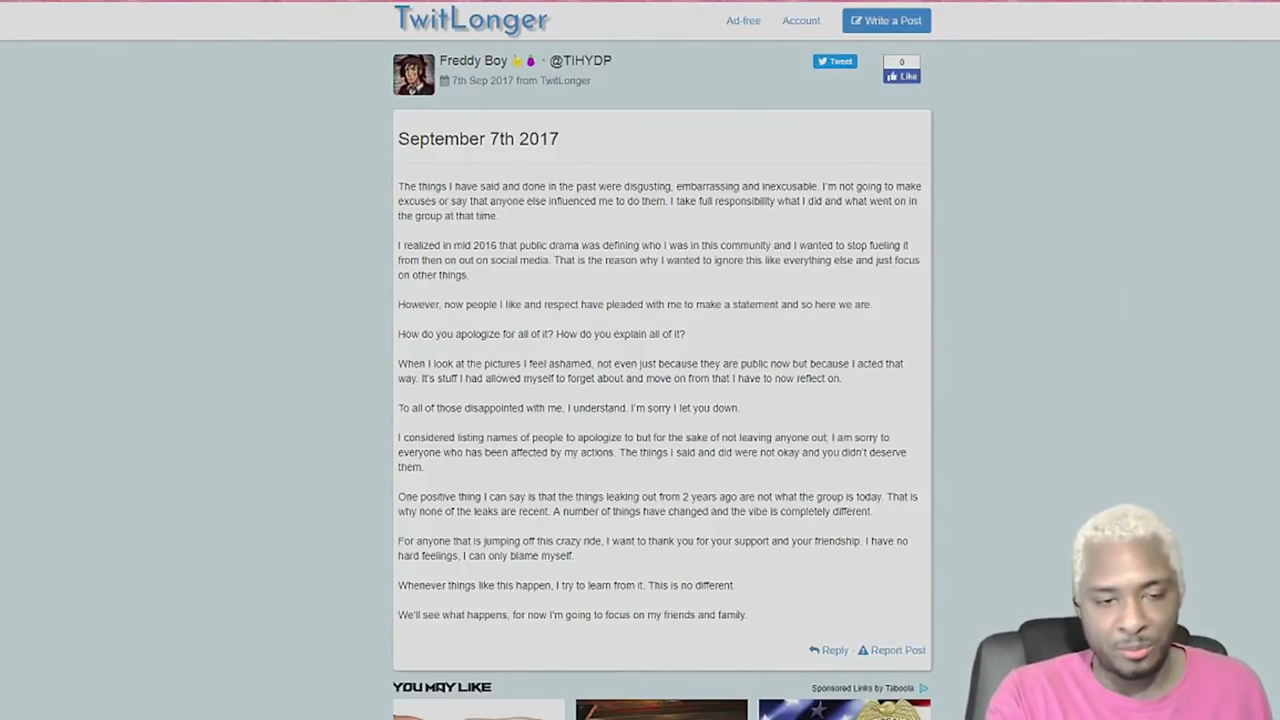 TwitLonger
Ad-free Account Write a Post
Freddy Boy · @TIHYDP
7th Sep 2017 from TwitLonger
Tweet
0
Like
September 7th 2017
The things I have said and done in the past were disgusting, embarrassing and inexcusable. I'm not going to make
excuses or say that anyone else influenced me to do them. I take full responsibility what I did and what went on in
the group at that time.
I realized in mid 2016 that public drama was defining who I was in this community and I wanted to stop fueling it
from then on out on social media. That is the reason why I wanted to ignore this like everything else and just focus
on other things.
However, now people I like and respect have pleaded with me to make a statement and so here we are.
How do you apologize for all of it? How do you explain all of it?
When I look at the pictures I feel ashamed, not even just because they are public now but because I acted that
way. It's stuff I had allowed myself to forget about and move on from that I have to now reflect on.
To all of those disappointed with me, I understand. I'm sorry I let you down.
I considered listing names of people to apologize to but for the sake of not leaving anyone out; I am sorry to
everyone who has been affected by my actions. The things I said and did were not okay and you didn't deserve
them.
One positive thing I can say is that the things leaking out from 2 years ago are not what the group is today. That is
why none of the leaks are recent. A number of things have changed and the vibe is completely different.
For anyone that is jumping off this crazy ride, I want to thank you for your support and your friendship. I have no
hard feelings, I can only blame myself.
Whenever things like this happen, I try to learn from it. This is no different.
We'll see what happens, for now I'm going to focus on my friends and family.
Reply · Report Post
YOU MAY LIKE
Sponsored Links by Taboola